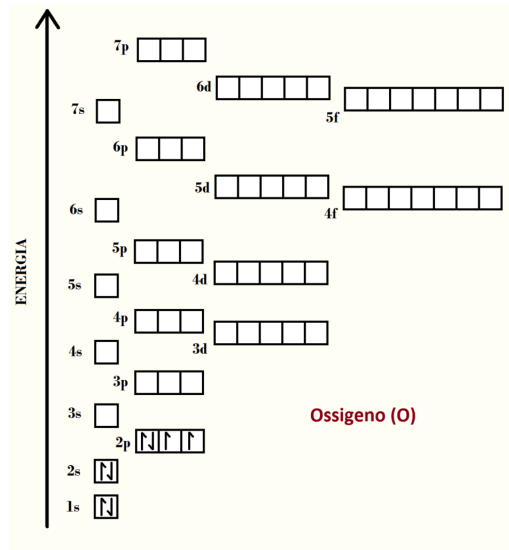 7p
6d
7s
5f
6p
5d
6s
4f
5p
4d
5s
4p
3d
4s
3p
3s
Ossigeno (O)
2p
2s
1s
ENERGIA